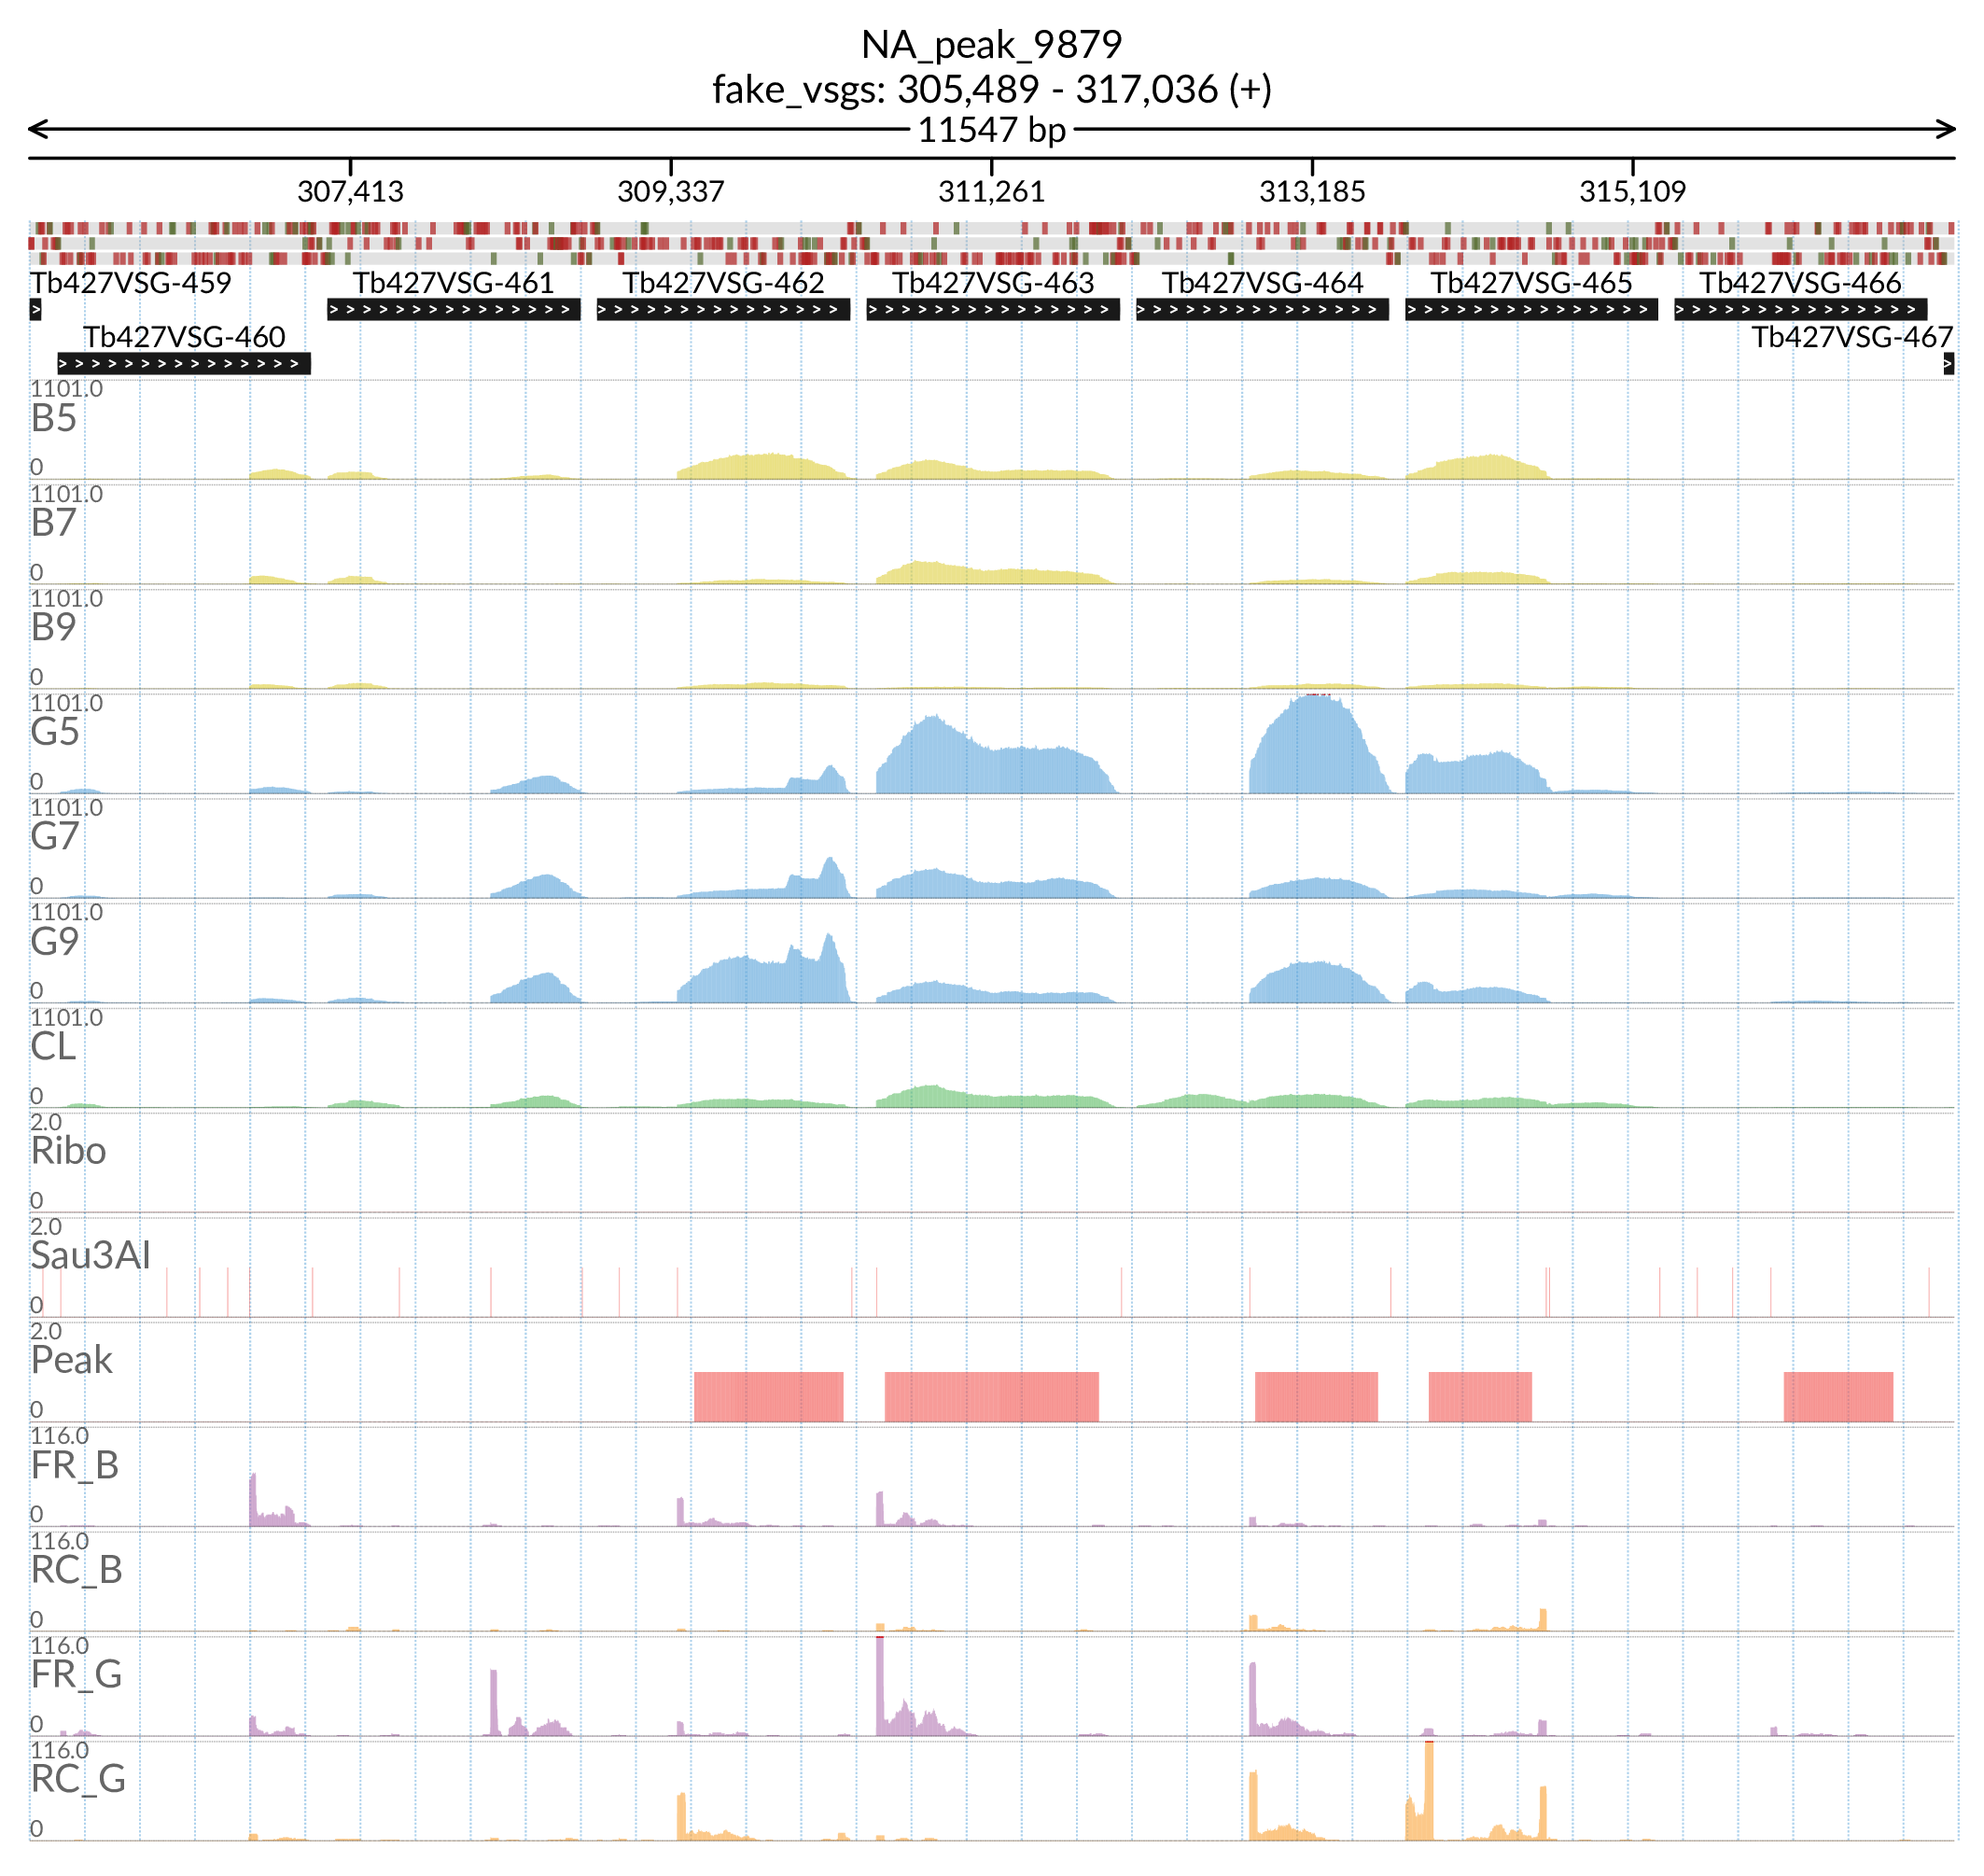 NA_peak_9879
fake_vsgs: 305,489 - 317,036 (+)
11547 bp
307,413 309,337 311,261 313,185 315,109
Tb427VSG-459 Tb427VSG-461 Tb427VSG-462 Tb427VSG-463 Tb427VSG-464 Tb427VSG-465 Tb427VSG-466
Tb427VSG-460 Tb427VSG-467
1101.0
B5
0
1101.0
B7
0
1101.0
B9
0
1101.0
G5
0
1101.0
G7
0
1101.0
G9
0
1101.0
CL
0
2.0
Ribo
0
2.0
Sau3AI
0
2.0
Peak
0
116.0
FR_B
0
116.0
RC_B
0
116.0
FR_G
0
116.0
RC_G
0